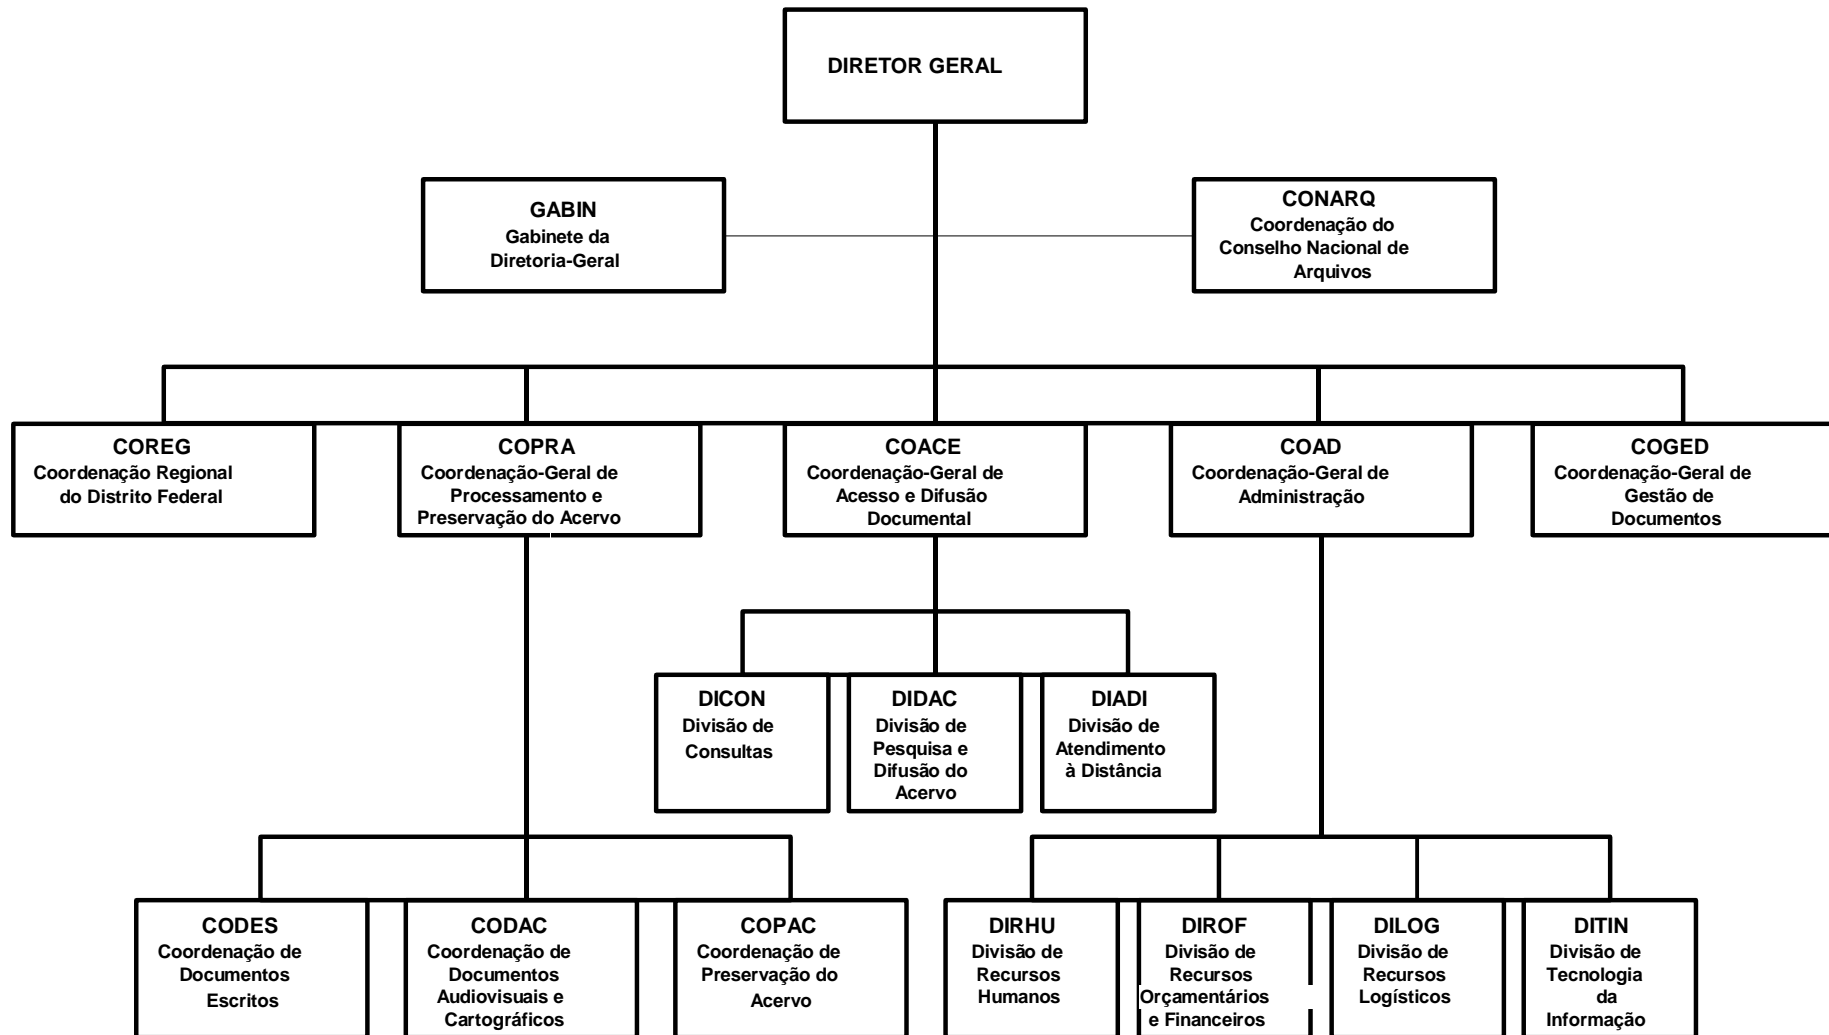 DIRETOR GERAL
GABIN
Gabinete da
Diretoria-Geral
CONARQ
Coordenação do
Conselho Nacional de
Arquivos
COREG
Coordenação Regional
do Distrito Federal
COPRA
Coordenação-Geral de
Processamento e
Preservação do Acervo
COACE
Coordenação-Geral de
Acesso e Difusão
Documental
COAD
Coordenação-Geral de
Administração
COGED
Coordenação-Geral de
Gestão de
Documentos
DICON
Divisão de
Consultas
DIDAC
Divisão de
Pesquisa e
Difusão do
Acervo
DIADI
Divisão de
Atendimento
à Distância
CODES
Coordenação de
Documentos
Escritos
CODAC
Coordenação de
Documentos
Audiovisuais e
Cartográficos
COPAC
Coordenação de
Preservação do
Acervo
DIRHU
Divisão de
Recursos
Humanos
DIROF
Divisão de
Recursos
Orçamentários
e Financeiros
DILOG
Divisão de
Recursos
Logísticos
DITIN
Divisão de
Tecnologia
da
Informação